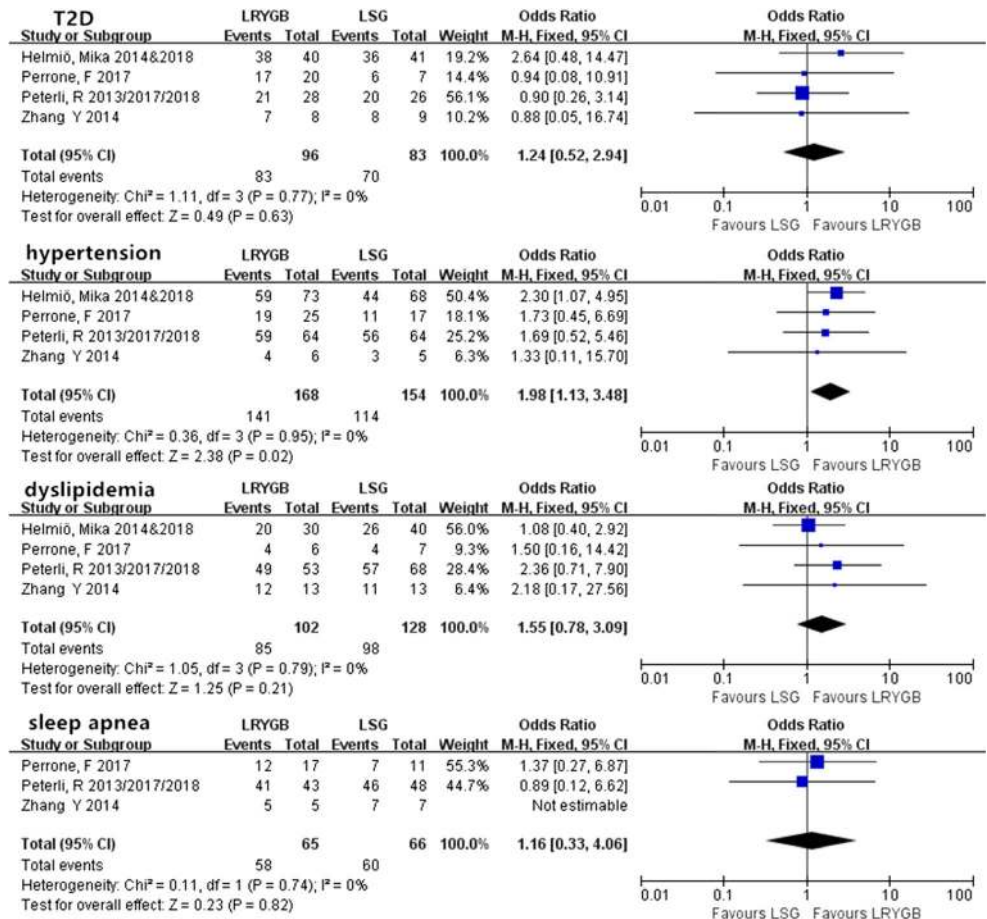 T2D LRYGB LSG Odds Ratio Odds Ratio
Study or Subgroup Events Total Events Total Weight M-H, Fixed, 95% CI M-H, Fixed, 95% CI
Helmiö, Mika 2014&2018 38 40 36 41 19.2% 2.64 [0.48, 14.47]
Perrone, F 2017 17 20 6 7 14.4% 0.94 [0.08, 10.91]
Peterli, R 2013/2017/2018 21 28 20 26 56.1% 0.90 [0.26, 3.14]
Zhang Y 2014 7 8 8 9 10.2% 0.88 [0.05, 16.74]
Total (95% CI) 96 83 100.0% 1.24 [0.52, 2.94]
Total events 83 70
Heterogeneity: Chi² = 1.11, df = 3 (P = 0.77); I² = 0%
Test for overall effect: Z = 0.49 (P = 0.63)
0.01 0.1 1 10 100
Favours LSG Favours LRYGB
hypertension LRYGB LSG Odds Ratio Odds Ratio
Study or Subgroup Events Total Events Total Weight M-H, Fixed, 95% CI M-H, Fixed, 95% CI
Helmiö, Mika 2014&2018 59 73 44 68 50.4% 2.30 [1.07, 4.95]
Perrone, F 2017 19 25 11 17 18.1% 1.73 [0.45, 6.69]
Peterli, R 2013/2017/2018 59 64 56 64 25.2% 1.69 [0.52, 5.46]
Zhang Y 2014 4 6 3 5 6.3% 1.33 [0.11, 15.70]
Total (95% CI) 168 154 100.0% 1.98 [1.13, 3.48]
Total events 141 114
Heterogeneity: Chi² = 0.36, df = 3 (P = 0.95); I² = 0%
Test for overall effect: Z = 2.38 (P = 0.02)
0.01 0.1 1 10 100
Favours LSG Favours LRYGB
dyslipidemia LRYGB LSG Odds Ratio Odds Ratio
Study or Subgroup Events Total Events Total Weight M-H, Fixed, 95% CI M-H, Fixed, 95% CI
Helmiö, Mika 2014&2018 20 30 26 40 56.0% 1.08 [0.40, 2.92]
Perrone, F 2017 4 6 4 7 9.3% 1.50 [0.16, 14.42]
Peterli, R 2013/2017/2018 49 53 57 68 28.4% 2.36 [0.71, 7.90]
Zhang Y 2014 12 13 11 13 6.4% 2.18 [0.17, 27.56]
Total (95% CI) 102 128 100.0% 1.55 [0.78, 3.09]
Total events 85 98
Heterogeneity: Chi² = 1.05, df = 3 (P = 0.79); I² = 0%
Test for overall effect: Z = 1.25 (P = 0.21)
0.01 0.1 1 10 100
Favours LSG Favours LRYGB
sleep apnea LRYGB LSG Odds Ratio Odds Ratio
Study or Subgroup Events Total Events Total Weight M-H, Fixed, 95% CI M-H, Fixed, 95% CI
Perrone, F 2017 12 17 7 11 55.3% 1.37 [0.27, 6.87]
Peterli, R 2013/2017/2018 41 43 46 48 44.7% 0.89 [0.12, 6.62]
Zhang Y 2014 5 5 7 7 Not estimable
Total (95% CI) 65 66 100.0% 1.16 [0.33, 4.06]
Total events 58 60
Heterogeneity: Chi² = 0.11, df = 1 (P = 0.74); I² = 0%
Test for overall effect: Z = 0.23 (P = 0.82)
0.01 0.1 1 10 100
Favours LSG Favours LRYGB